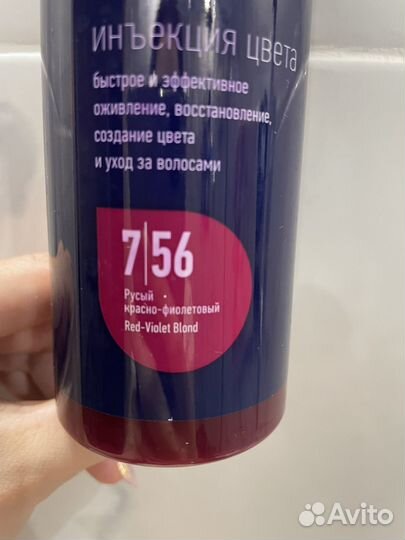 инъекция цвета
быстрое и эффективное
оживление, восстановление,
создание цвета
и уход за волосами
7|56
Русый
красно-фиолетовый
Red-Violet Blond
Avito